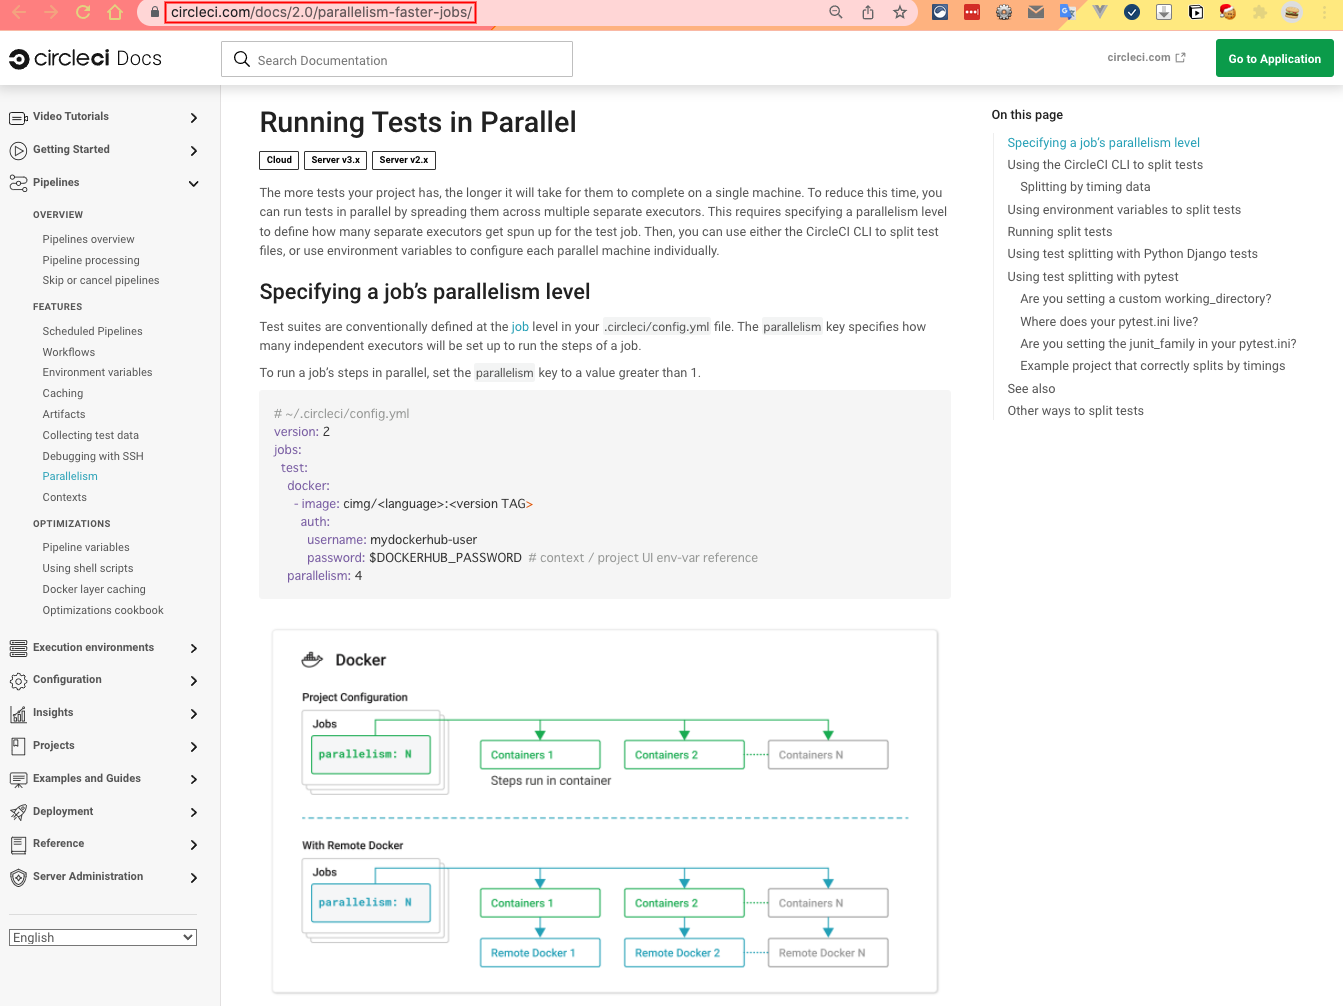 circleci.com/docs/2.0/parallelism-faster-jobs/
circleci Docs
Search Documentation
circleci.com
Go to Application
Video Tutorials
Getting Started
Pipelines
OVERVIEW
Pipelines overview
Pipeline processing
Skip or cancel pipelines
FEATURES
Scheduled Pipelines
Workflows
Environment variables
Caching
Artifacts
Collecting test data
Debugging with SSH
Parallelism
Contexts
OPTIMIZATIONS
Pipeline variables
Using shell scripts
Docker layer caching
Optimizations cookbook
Execution environments
Configuration
Insights
Projects
Examples and Guides
Deployment
Reference
Server Administration
English
Running Tests in Parallel
Cloud
Server v3.x
Server v2.x
The more tests your project has, the longer it will take for them to complete on a single machine. To reduce this time, you
can run tests in parallel by spreading them across multiple separate executors. This requires specifying a parallelism level
to define how many separate executors get spun up for the test job. Then, you can use either the CircleCI CLI to split test
files, or use environment variables to configure each parallel machine individually.
Specifying a job’s parallelism level
Test suites are conventionally defined at the job level in your .circleci/config.yml file. The parallelism key specifies how
many independent executors will be set up to run the steps of a job.
To run a job’s steps in parallel, set the parallelism key to a value greater than 1.
# ~/.circleci/config.yml
version: 2
jobs:
test:
docker:
- image: cimg/<language>:<version TAG>
auth:
username: mydockerhub-user
password: $DOCKERHUB_PASSWORD # context / project UI env-var reference
parallelism: 4
Docker
Project Configuration
Jobs
parallelism: N
Containers 1
Containers 2
Containers N
Steps run in container
With Remote Docker
Jobs
parallelism: N
Containers 1
Containers 2
Containers N
Remote Docker 1
Remote Docker 2
Remote Docker N
On this page
Specifying a job’s parallelism level
Using the CircleCI CLI to split tests
Splitting by timing data
Using environment variables to split tests
Running split tests
Using test splitting with Python Django tests
Using test splitting with pytest
Are you setting a custom working_directory?
Where does your pytest.ini live?
Are you setting the junit_family in your pytest.ini?
Example project that correctly splits by timings
See also
Other ways to split tests